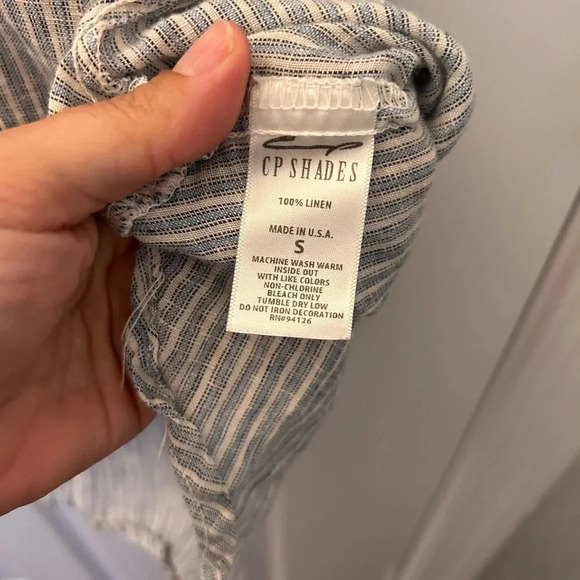 CP SHADES
100% LINEN
MADE IN U.S.A.
S
MACHINE WASH WARM
INSIDE OUT
WITH LIKE COLORS
NON-CHLORINE
BLEACH ONLY
TUMBLE DRY LOW
DO NOT IRON DECORATION
RN#94126